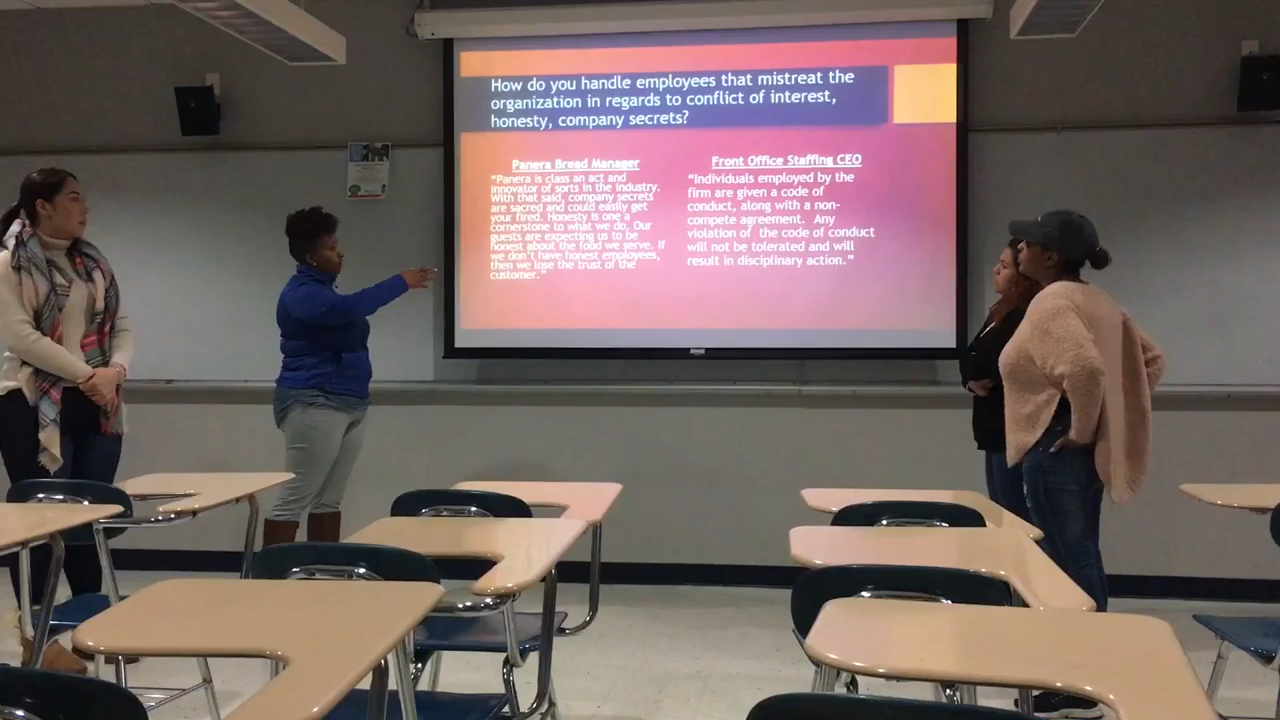 How do you handle employees that mistreat the
organization in regards to conflict of interest,
honesty, company secrets?
Panera Bread Manager
"Panera is class an act and
innovator of sorts in the industry.
With that said, company secrets
are sacred and could easily get
your fired. Honesty is one a
cornerstone to what we do. Our
guests are expecting us to be
honest about the food we serve. If
we don't have honest employees,
then we lose the trust of the
customer."
Front Office Staffing CEO
"Individuals employed by the
firm are given a code of
conduct, along with a non-
compete agreement. Any
violation of the code of conduct
will not be tolerated and will
result in disciplinary action."